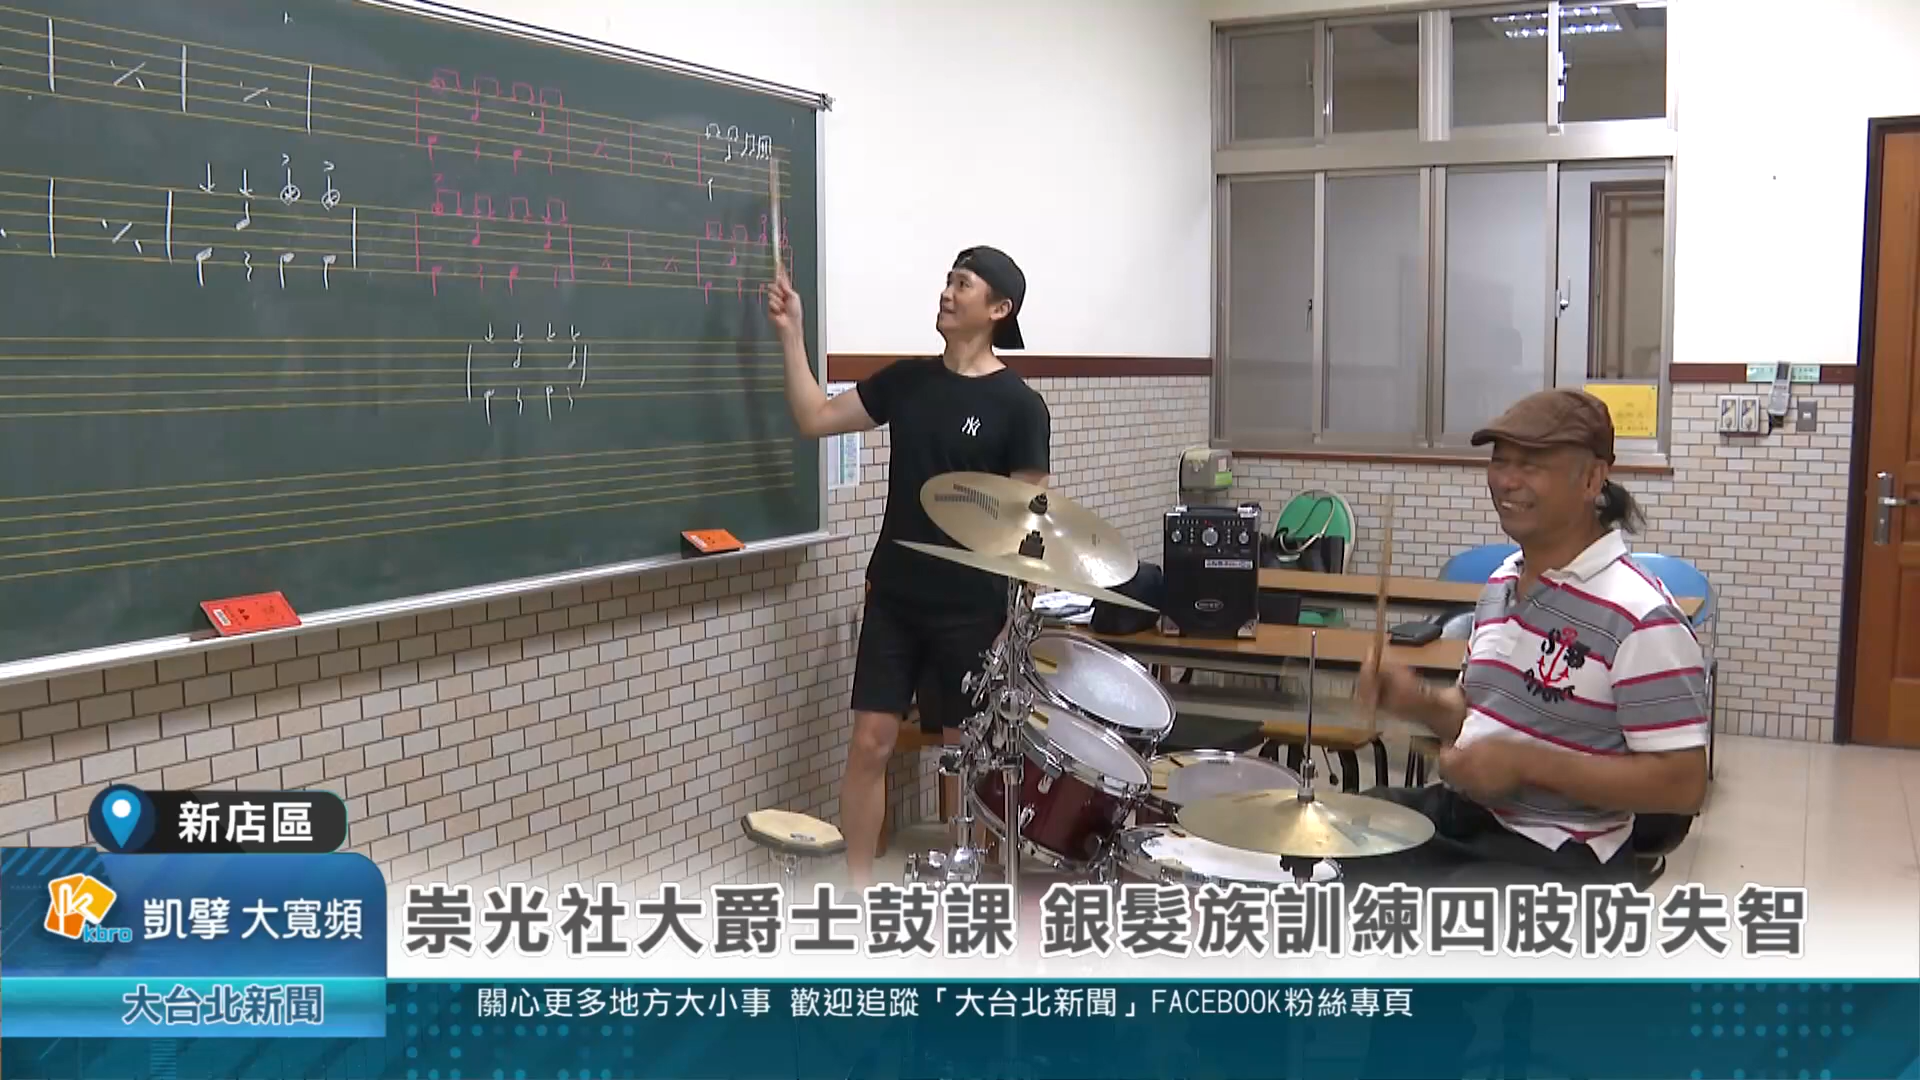 新店區
kbro
凱擘大寬頻
崇光社大爵士鼓課 銀髮族訓練四肢防失智
大台北新聞
關心更多地方大小事 歡迎追蹤「大台北新聞」FACEBOOK粉絲專頁